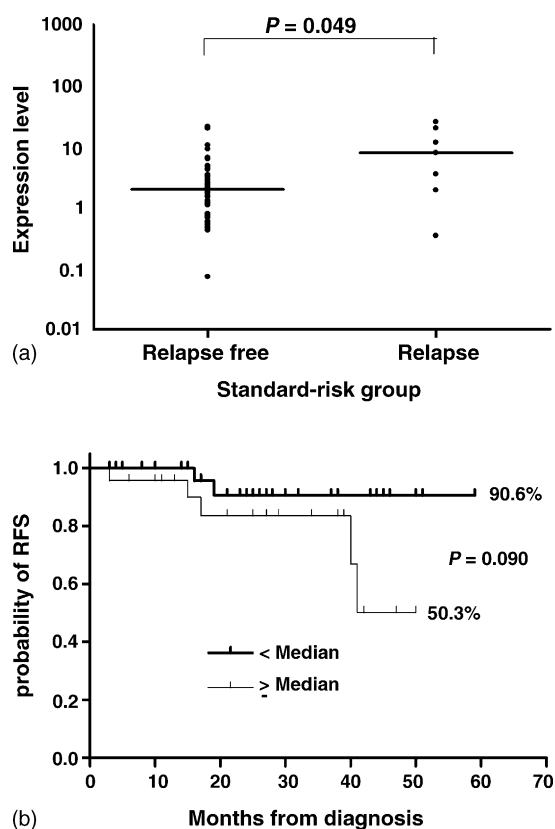 P = 0.049
1000
100
10
1
0.1
0.01
Expression level
Relapse free
Relapse
(a)
Standard-risk group
1.0
0.8
0.6
0.4
0.2
0.0
probability of RFS
90.6%
P = 0.090
50.3%
< Median
≥ Median
0
10
20
30
40
50
60
70
(b)
Months from diagnosis